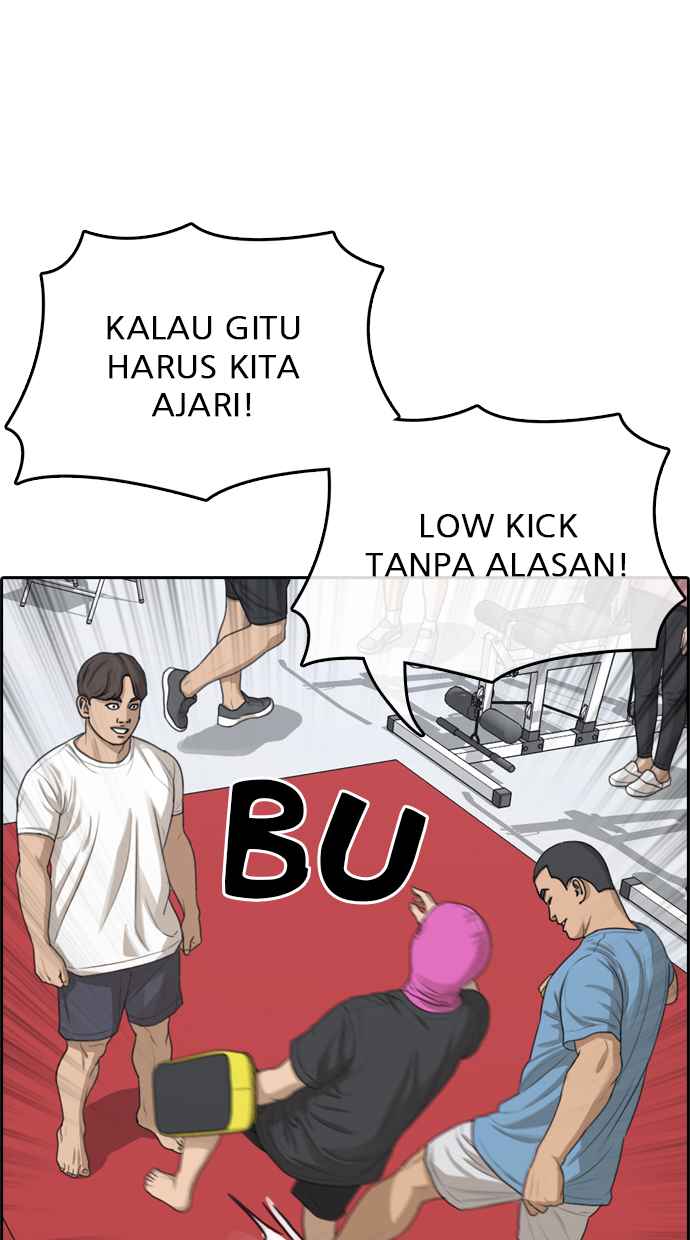 KALAU GITU
HARUS KITA
AJARI!
LOW KICK
TANPA ALASAN!
BU